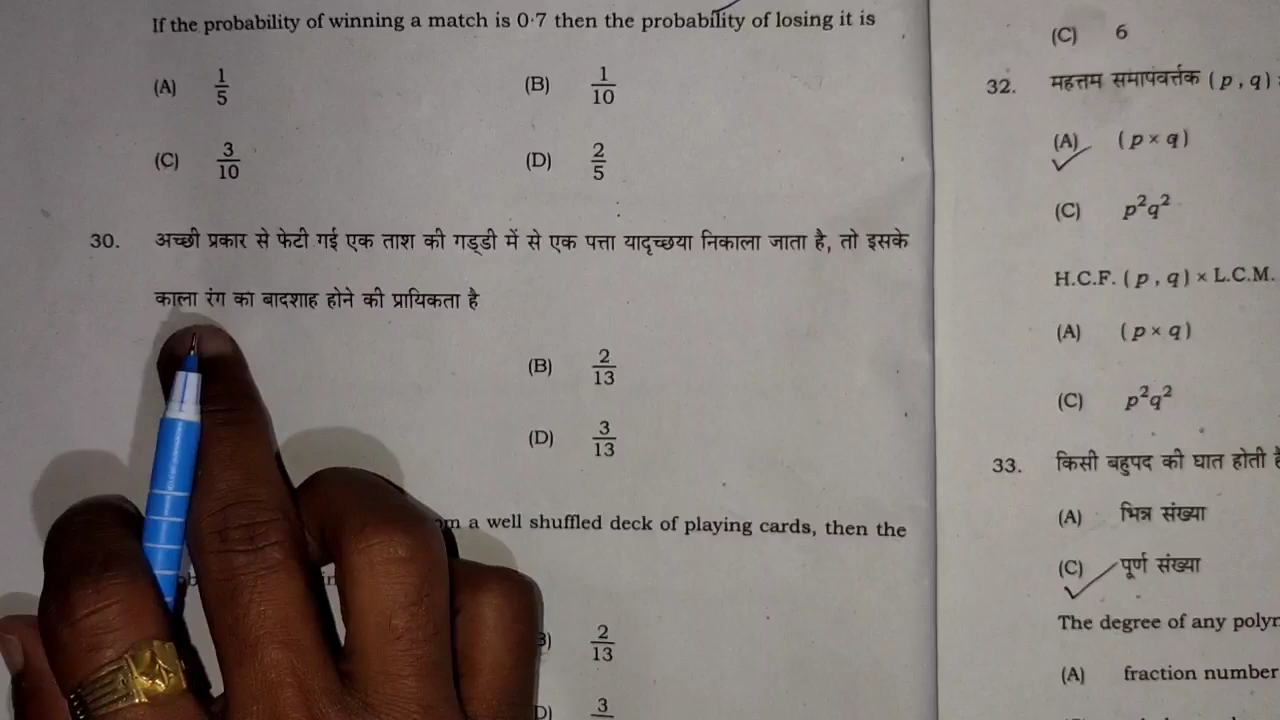 If the probability of winning a match is 0·7 then the probability of losing it is
(A) 1/5
(B) 1/10
(C) 3/10
(D) 2/5
30. अच्छी प्रकार से फेटी गई एक ताश की गड्डी में से एक पत्ता यादृच्छया निकाला जाता है, तो इसके
काला रंग का बादशाह होने की प्रायिकता है
(B) 2/13
(D) 3/13
a well shuffled deck of playing cards, then the
2/13
3
(C) 6
32. महत्तम समापवर्त्तक (p, q)
(A) (p × q)
(C) p²q²
H.C.F. (p, q) × L.C.M.
(A) (p × q)
(C) p²q²
33. किसी बहुपद की घात होती
(A) भिन्न संख्या
(C) पूर्ण संख्या
The degree of any
(A) fraction number